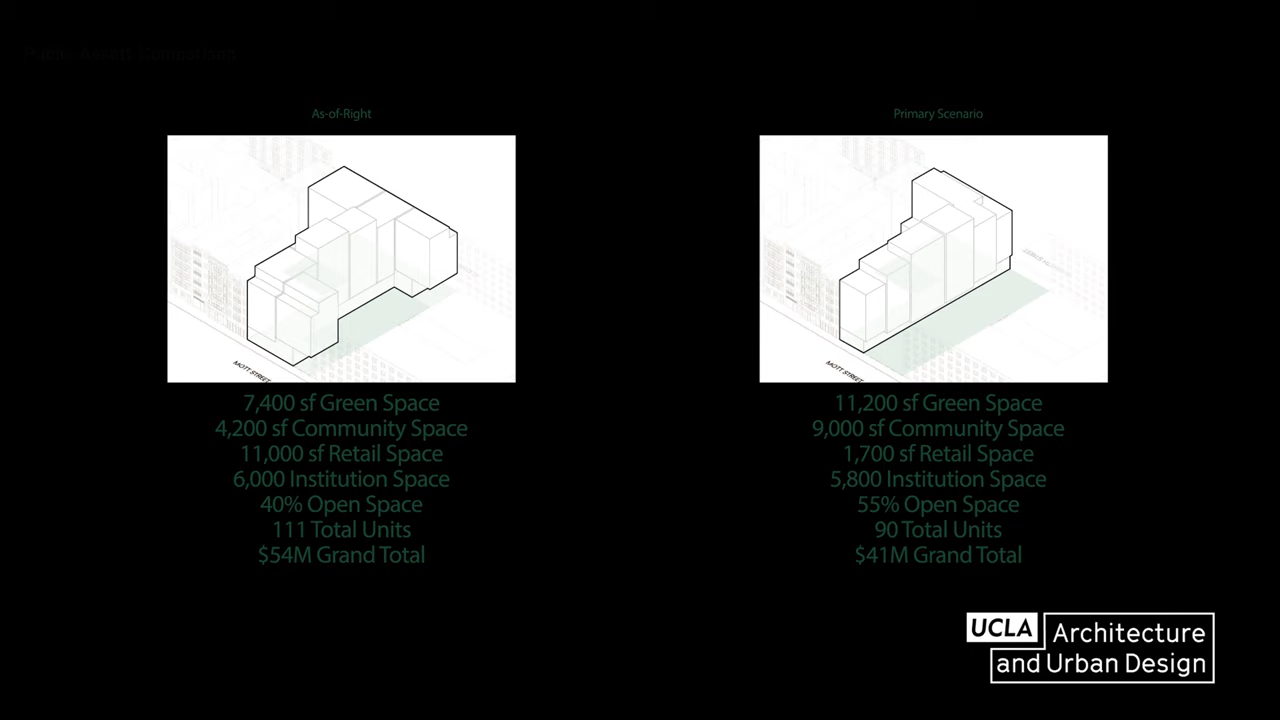 Public Assets Comparison
As-of-Right
Primary Scenario
MOTT STREET
MOTT STREET
7,400 sf Green Space
4,200 sf Community Space
11,000 sf Retail Space
6,000 Institution Space
40% Open Space
111 Total Units
$54M Grand Total
11,200 sf Green Space
9,000 sf Community Space
1,700 sf Retail Space
5,800 Institution Space
55% Open Space
90 Total Units
$41M Grand Total
UCLA Architecture
and Urban Design